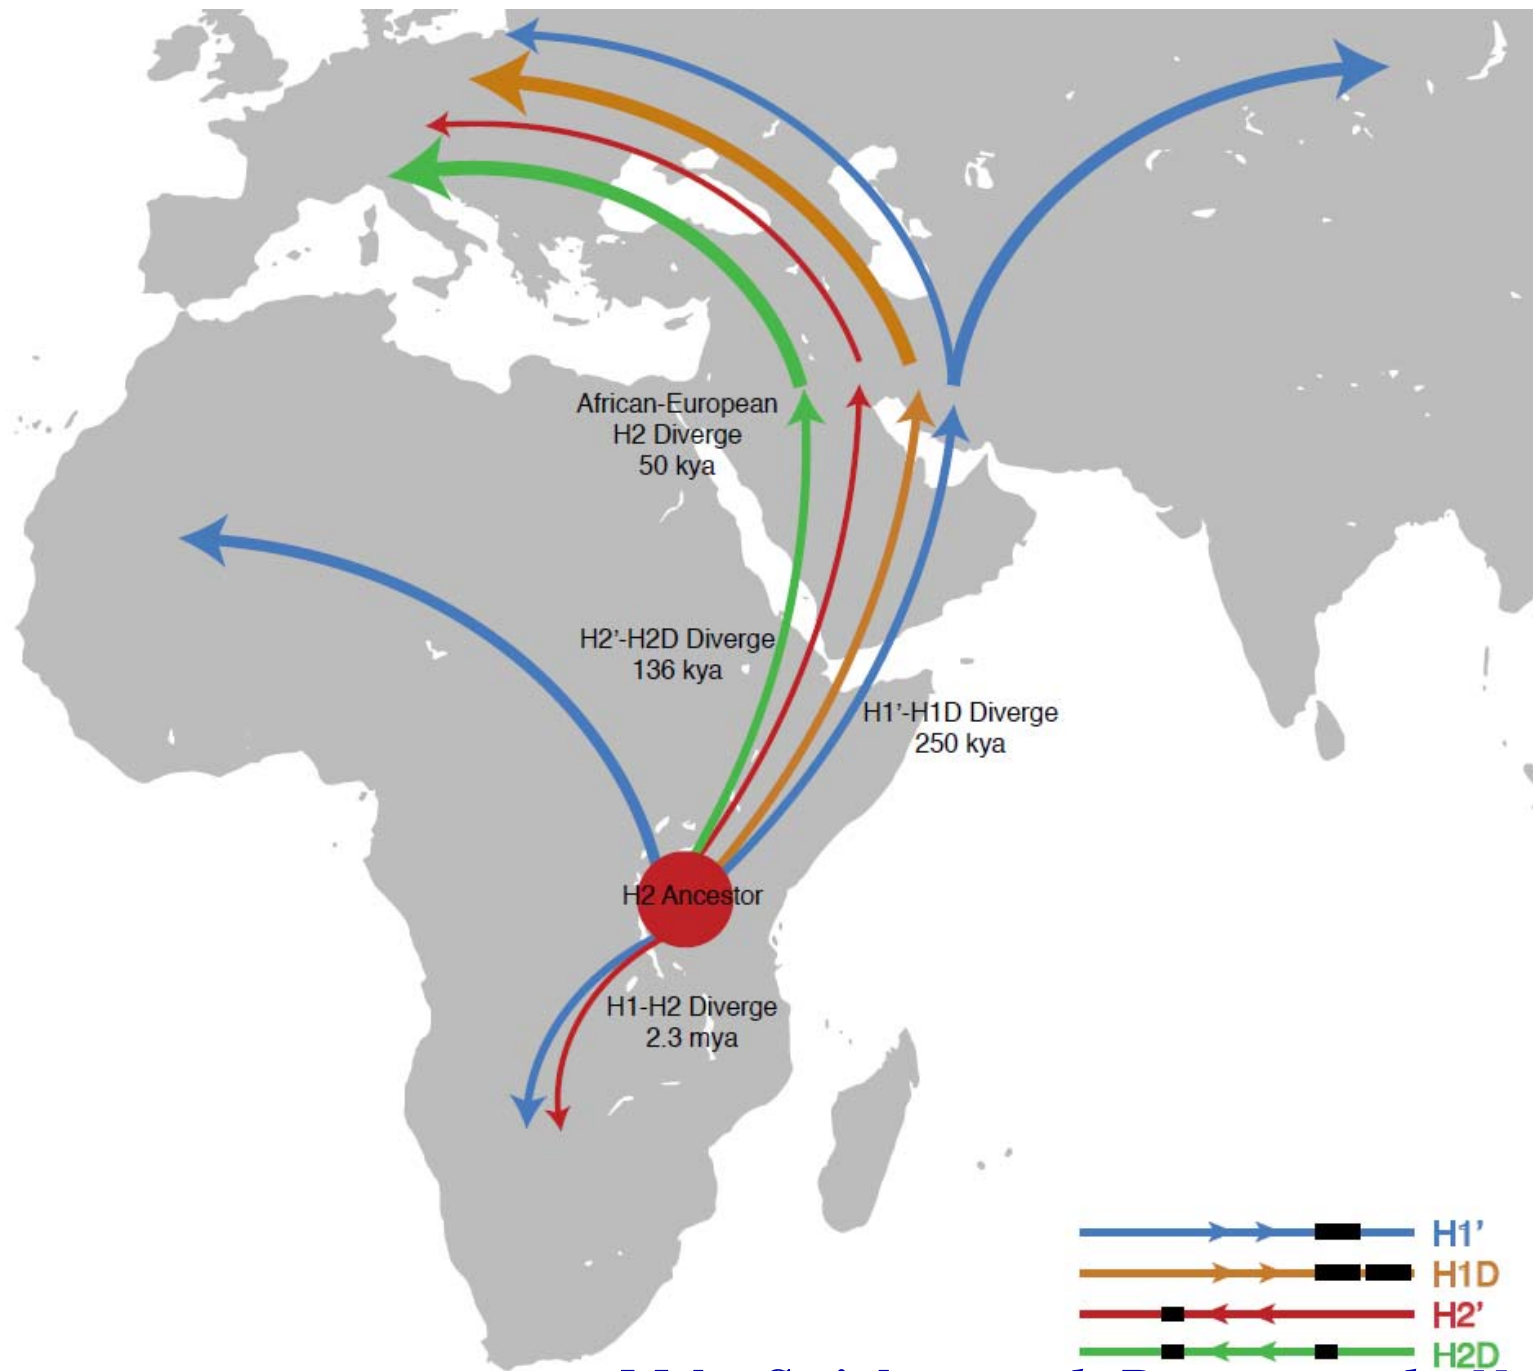 African-European
H2 Diverge
50 kya
H2'-H2D Diverge
136 kya
H1'-H1D Diverge
250 kya
H2 Ancestor
H1-H2 Diverge
2.3 mya
H1'
H1D
H2'
H2D